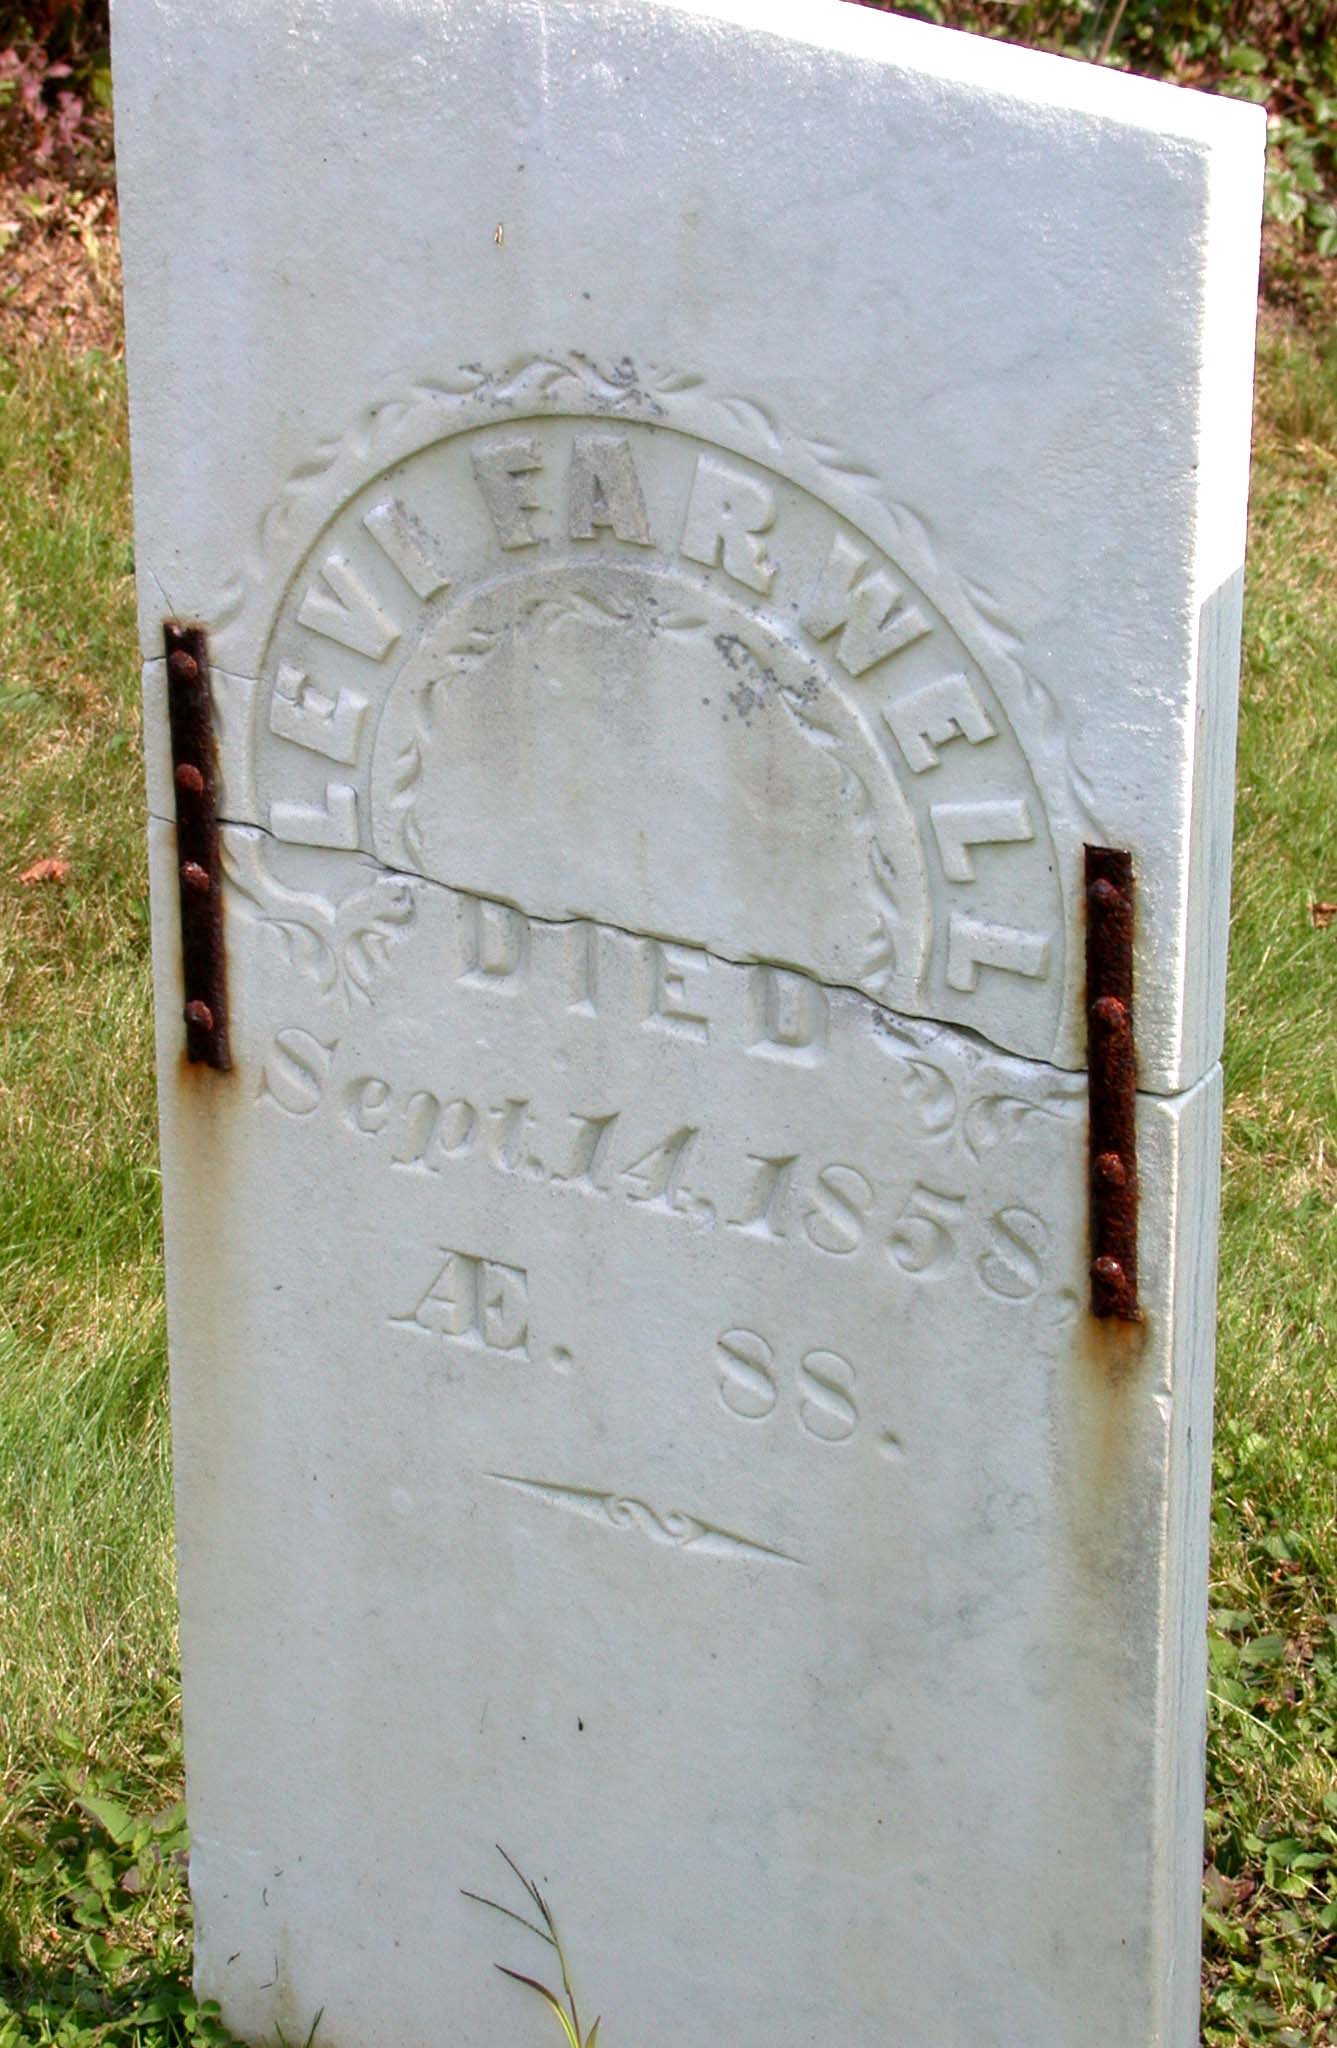 LEVI FARWELL
DIED
Sept. 14, 1858,
Æ. 88.